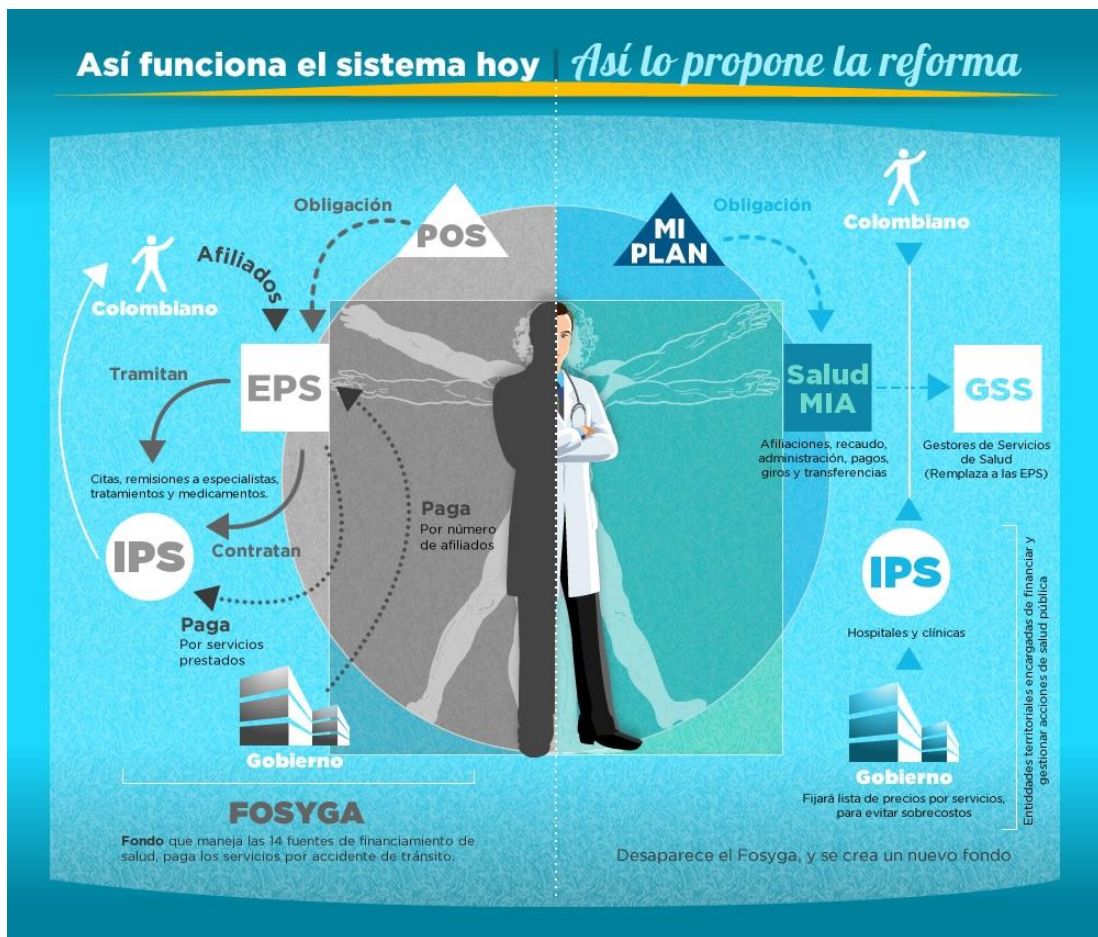 Así funciona el sistema hoy
Así lo propone la reforma
Obligación
POS
Afiliados
Colombiano
EPS
Tramitan
Citas, remisiones a especialistas,
tratamientos y medicamentos.
IPS
Contratan
Paga
Por número
de afiliados
Paga
Por servicios
prestados
Gobierno
FOSYGA
Fondo que maneja las 14 fuentes de financiamiento de
salud, paga los servicios por accidente de tránsito.
MI
PLAN
Obligación
Colombiano
Salud
MIA
Afiliaciones, recaudo,
administración, pagos,
giros y transferencias
GSS
Gestores de Servicios
de Salud
(Remplaza a las EPS)
IPS
Hospitales y clínicas
Gobierno
Fijará lista de precios por servicios,
para evitar sobrecostos
Entiddades territoriales encargadas de financiar y
gestionar acciones de salud pública
Desaparece el Fosyga, y se crea un nuevo fondo